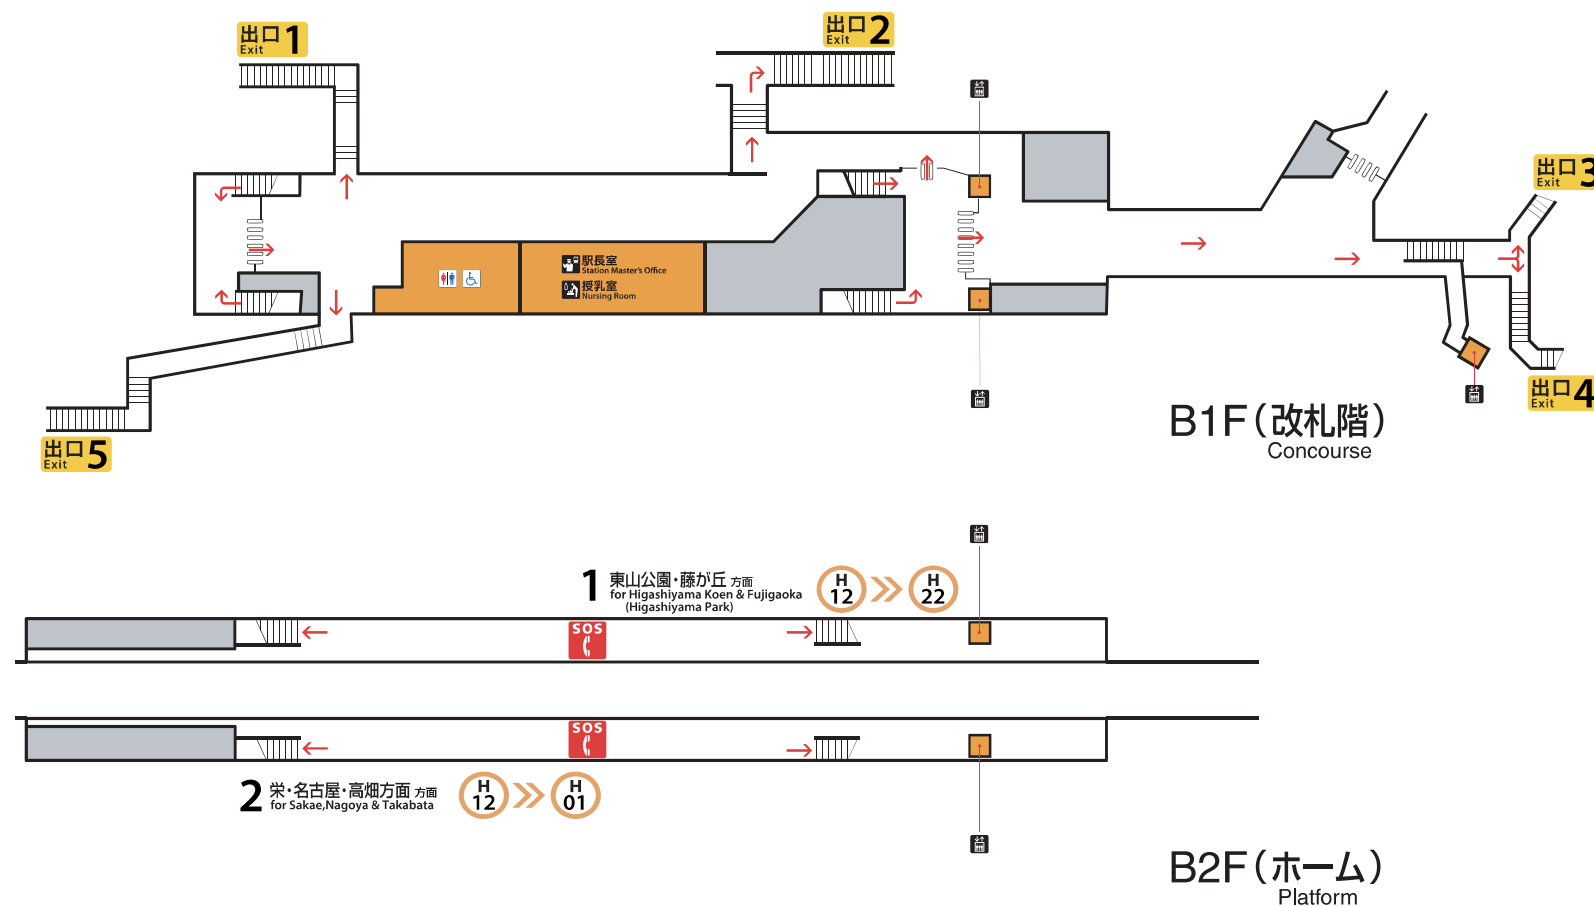 出口 1
Exit
出口 2
Exit
出口 3
Exit
駅長室
Station Master's Office
授乳室
Nursing Room
出口 4
Exit
出口 5
Exit
B1F(改札階)
Concourse
1 東山公園・藤が丘 方面
for Higashiyama Koen & Fujigaoka
(Higashiyama Park)
H 12
H 22
SOS
SOS
2 栄・名古屋・高畑方面 方面
for Sakae,Nagoya & Takabata
H 12
H 01
B2F(ホーム)
Platform